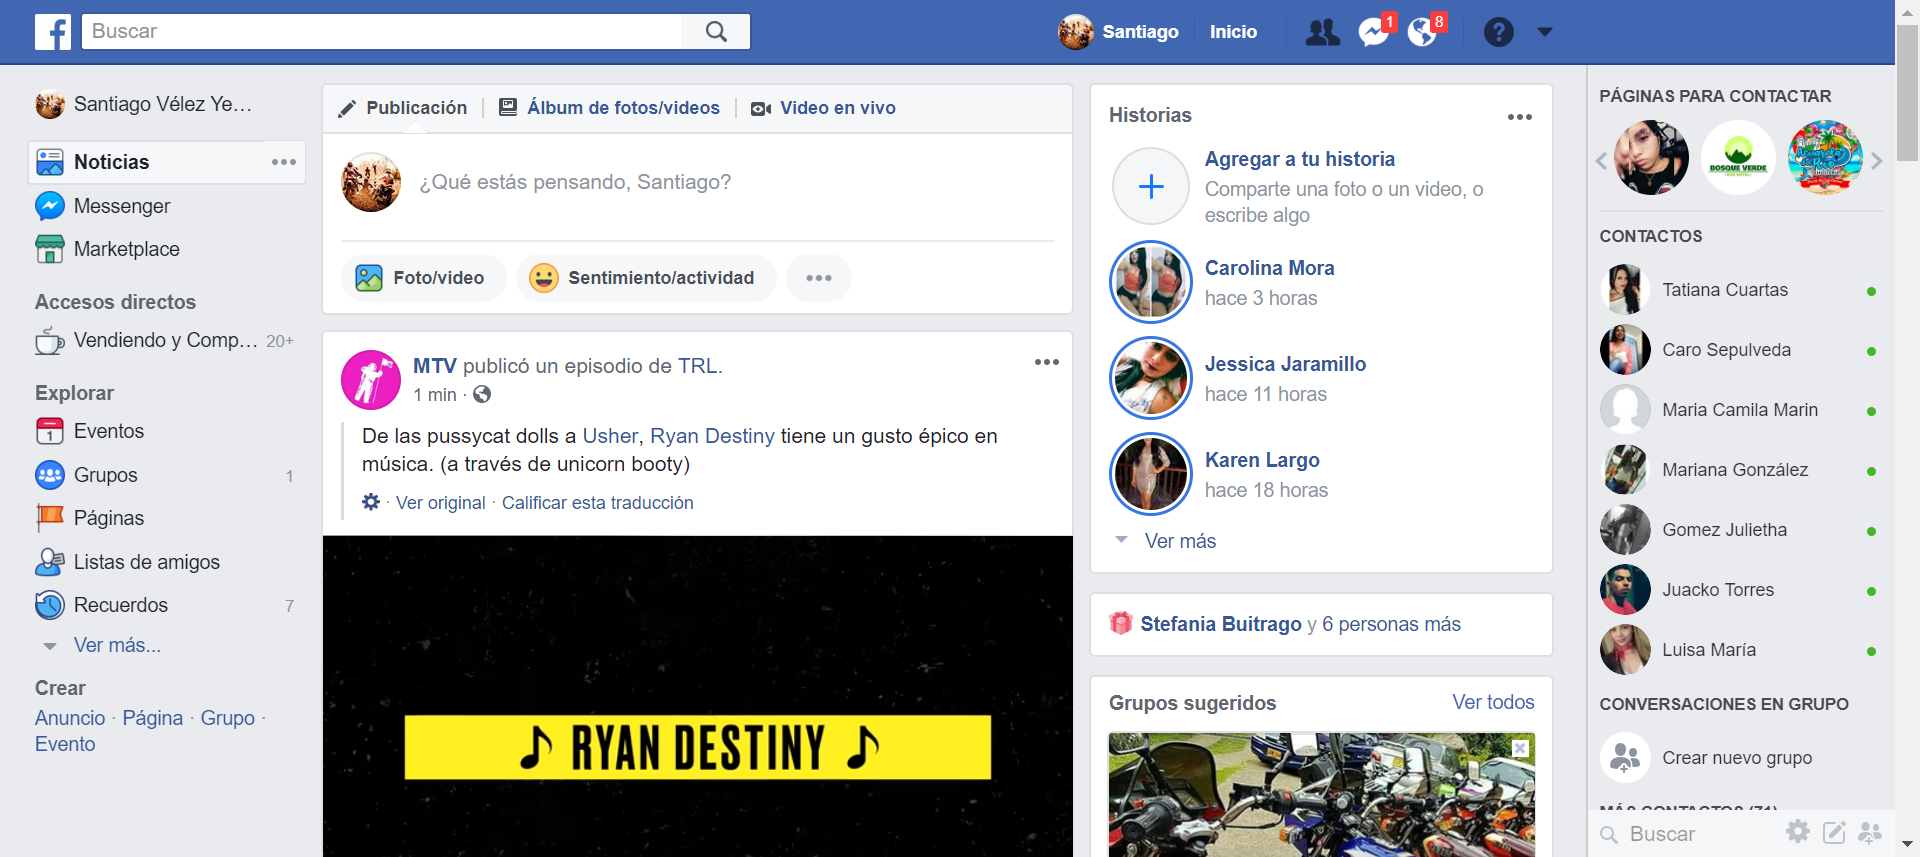 Buscar
Santiago
Inicio
1
8
Santiago Vélez Ye...
Noticias
Messenger
Marketplace
Accesos directos
Vendiendo y Comp... 20+
Explorar
Eventos
Grupos 1
Páginas
Listas de amigos
Recuerdos 7
Ver más...
Crear
Anuncio · Página · Grupo ·
Evento
Publicación
Álbum de fotos/videos
Video en vivo
¿Qué estás pensando, Santiago?
Foto/video
Sentimiento/actividad
MTV publicó un episodio de TRL.
1 min ·
De las pussycat dolls a Usher, Ryan Destiny tiene un gusto épico en
música. (a través de unicorn booty)
· Ver original · Calificar esta traducción
♪ RYAN DESTINY ♪
Historias
Agregar a tu historia
Comparte una foto o un video, o
escribe algo
Carolina Mora
hace 3 horas
Jessica Jaramillo
hace 11 horas
Karen Largo
hace 18 horas
Ver más
Stefania Buitrago y 6 personas más
Grupos sugeridos
Ver todos
PÁGINAS PARA CONTACTAR
BOSQUE VERDE
CONTACTOS
Tatiana Cuartas
Caro Sepulveda
Maria Camila Marin
Mariana González
Gomez Julietha
Juacko Torres
Luisa María
CONVERSACIONES EN GRUPO
Crear nuevo grupo
MÁS CONTACTOS (71)
Buscar